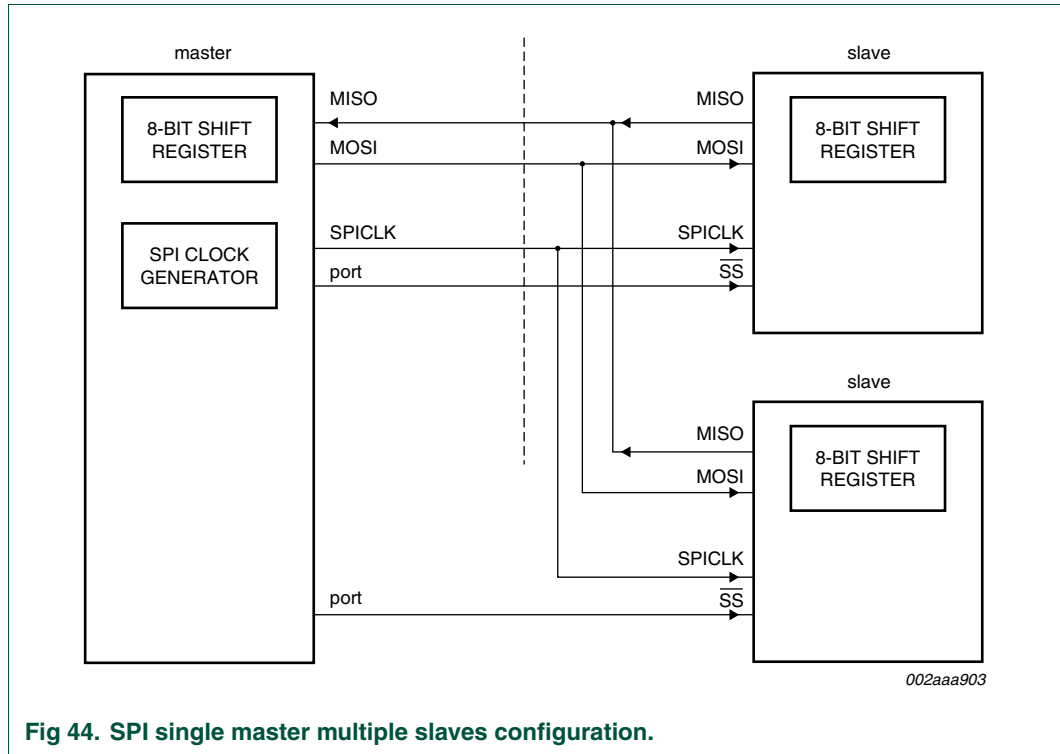 master
slave
MISO
MISO
8-BIT SHIFT
REGISTER
8-BIT SHIFT
REGISTER
MOSI
MOSI
SPICLK
SPICLK
SPI CLOCK
GENERATOR
port
SS
slave
MISO
8-BIT SHIFT
REGISTER
MOSI
SPICLK
port
SS
002aaa903
Fig 44. SPI single master multiple slaves configuration.